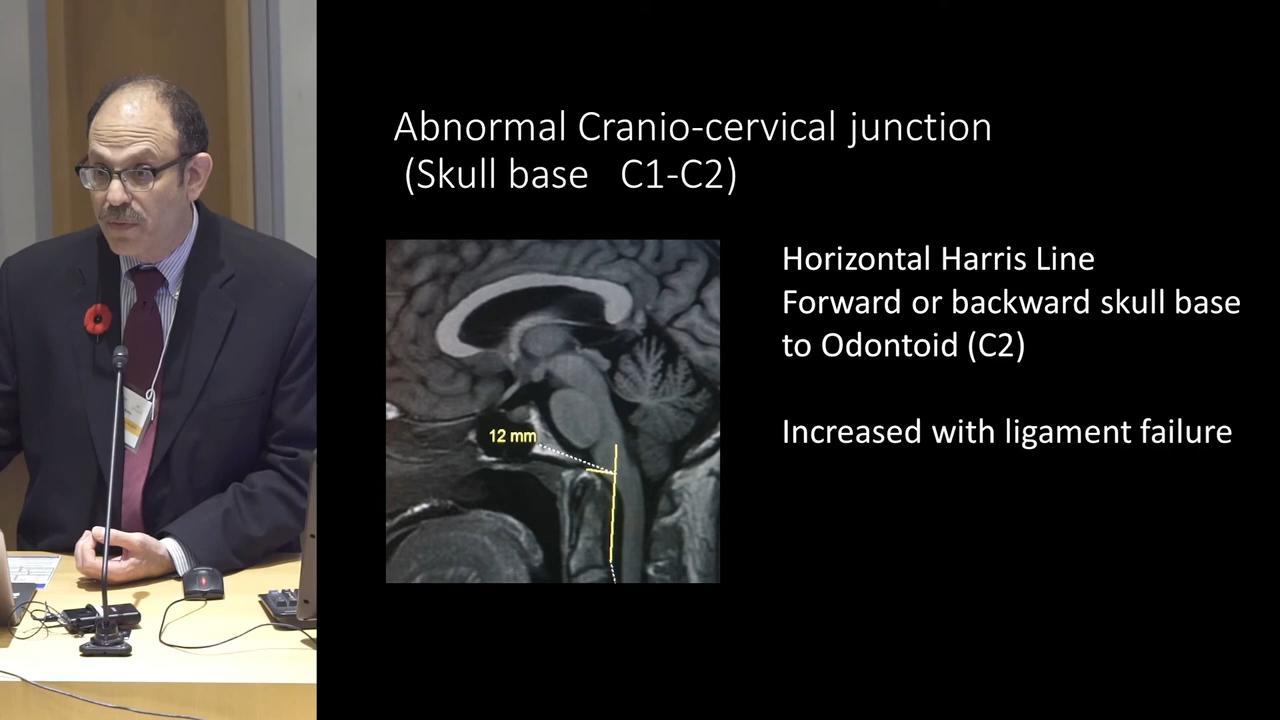 Abnormal Cranio-cervical junction
(Skull base C1-C2)
Horizontal Harris Line
Forward or backward skull base
to Odontoid (C2)
Increased with ligament failure
12 mm